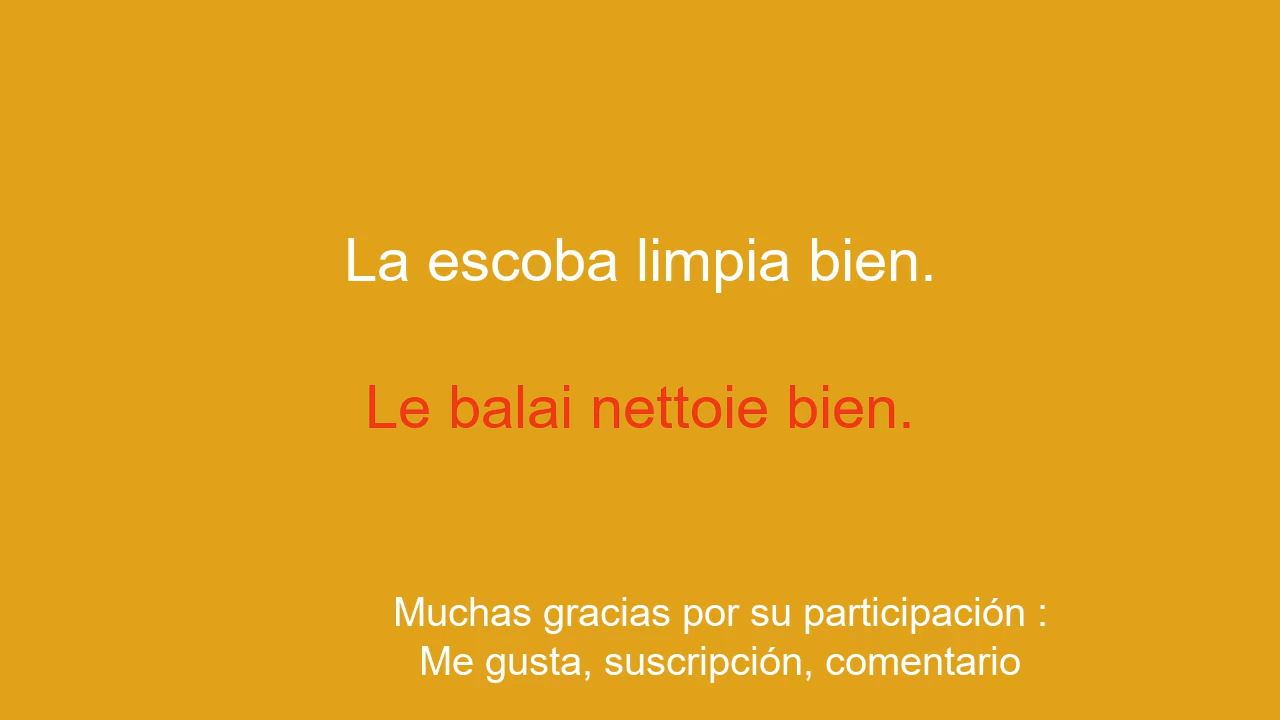 La escoba limpia bien.
Le balai nettoie bien.
Muchas gracias por su participación :
Me gusta, suscripción, comentario